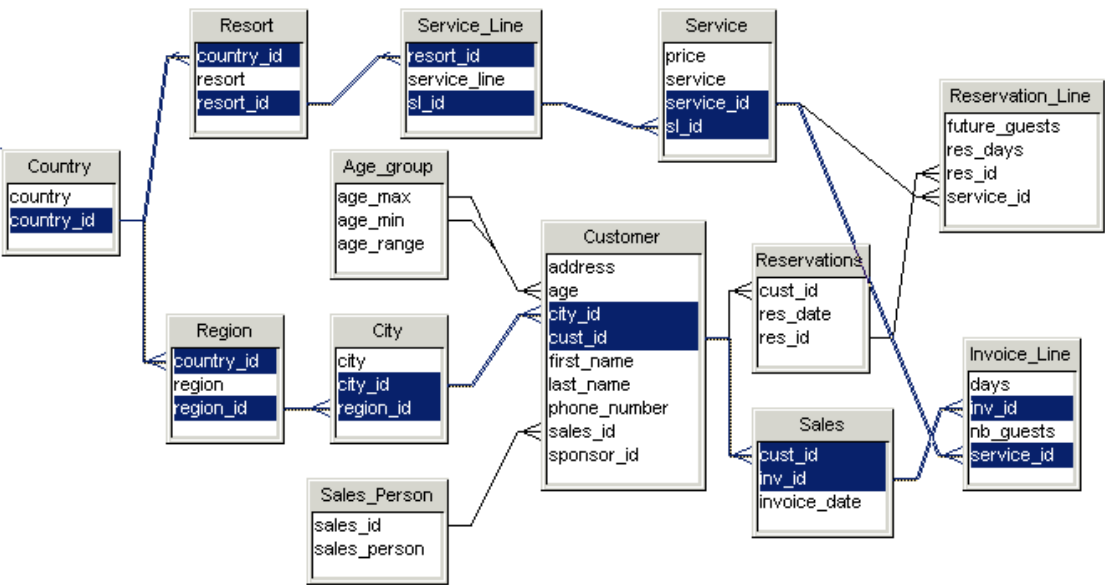 Resort
country_id
resort
resort_id
Service_Line
resort_id
service_line
sl_id
Service
price
service
service_id
sl_id
Reservation_Line
future_guests
res_days
res_id
service_id
Country
country
country_id
Age_group
age_max
age_min
age_range
Customer
address
age
city_id
cust_id
first_name
last_name
phone_number
sales_id
sponsor_id
Reservations
cust_id
res_date
res_id
Region
country_id
region
region_id
City
city
city_id
region_id
Invoice_Line
days
inv_id
nb_guests
service_id
Sales
cust_id
inv_id
invoice_date
Sales_Person
sales_id
sales_person